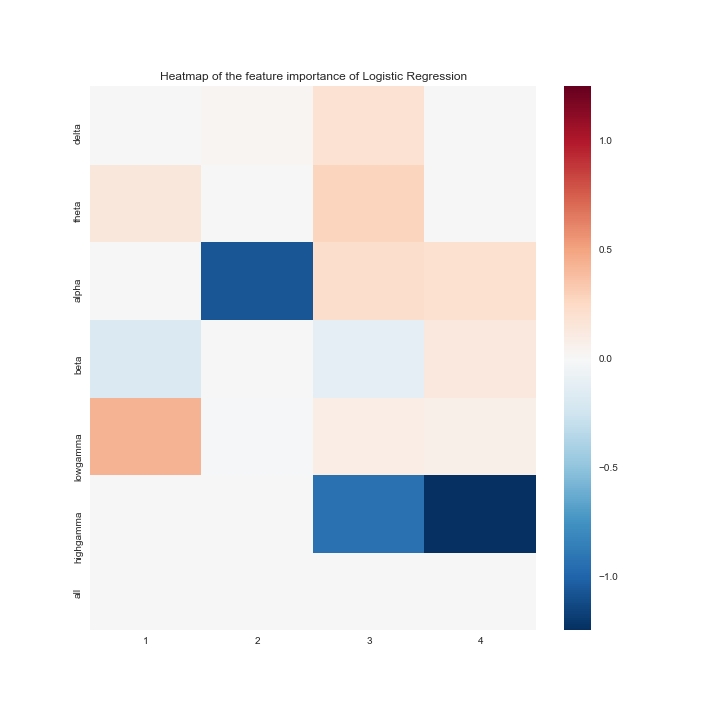 Heatmap of the feature importance of Logistic Regression
delta
theta
alpha
beta
lowgamma
highgamma
all
1 2 3 4
1.0
0.5
0.0
−0.5
−1.0